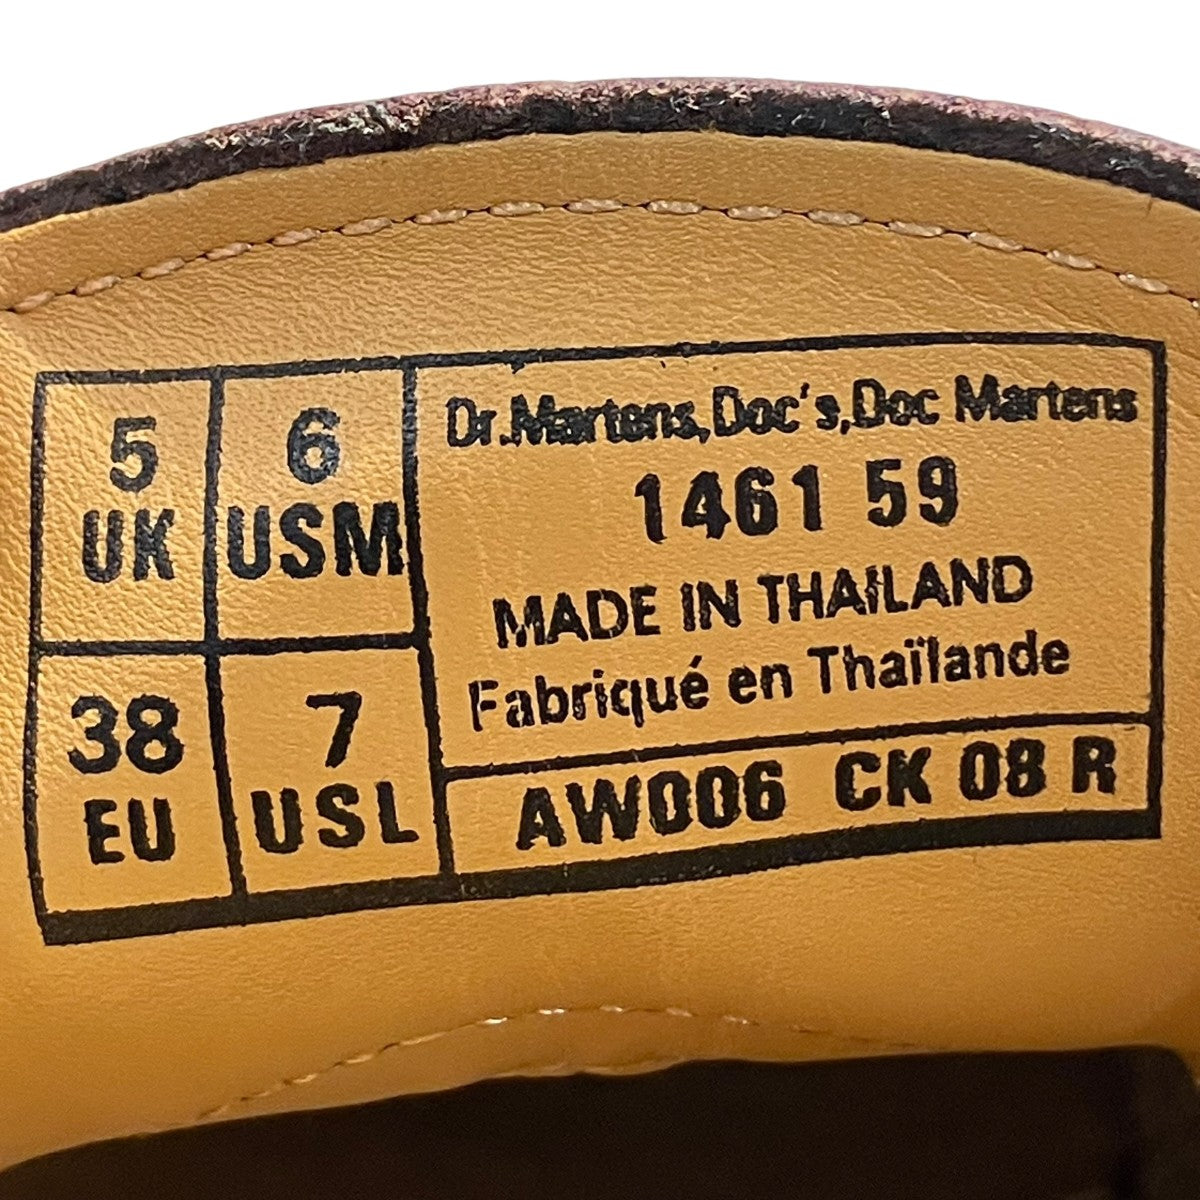 5
UK
6
USM
38
EU
7
USL
Dr.Martens,Doc's,Doc Martens
1461 59
MADE IN THAILAND
Fabriqué en Thaïlande
AW006 CK 08 R